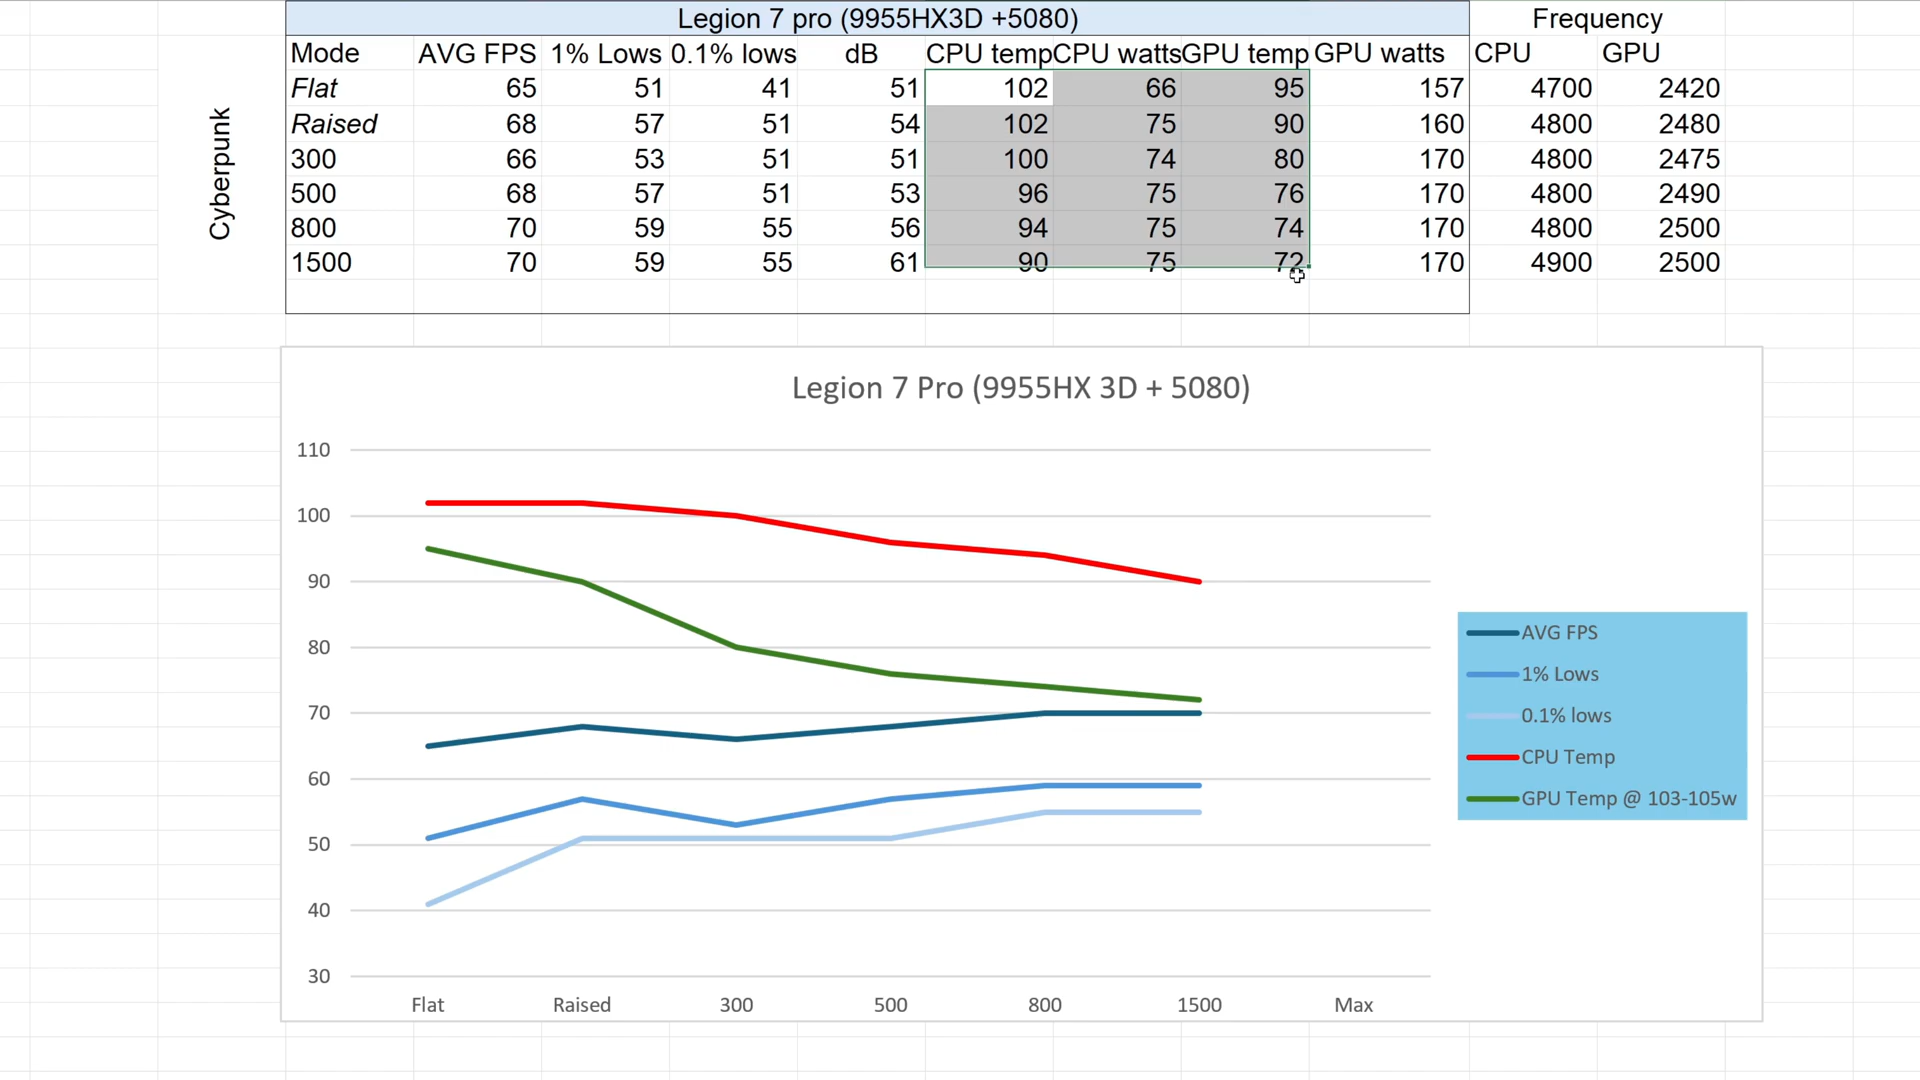 Legion 7 pro (9955HX3D +5080) Frequency
Mode AVG FPS 1% Lows 0.1% lows dB CPU temp CPU watts GPU temp GPU watts CPU GPU
Cyberpunk
Flat 65 51 41 51 102 66 95 157 4700 2420
Raised 68 57 51 54 102 75 90 160 4800 2480
300 66 53 51 51 100 74 80 170 4800 2475
500 68 57 51 53 96 75 76 170 4800 2490
800 70 59 55 56 94 75 74 170 4800 2500
1500 70 59 55 61 90 75 72 170 4900 2500
Legion 7 Pro (9955HX 3D + 5080)
110
100
90
80
70
60
50
40
30
Flat Raised 300 500 800 1500 Max
AVG FPS
1% Lows
0.1% lows
CPU Temp
GPU Temp @ 103-105w